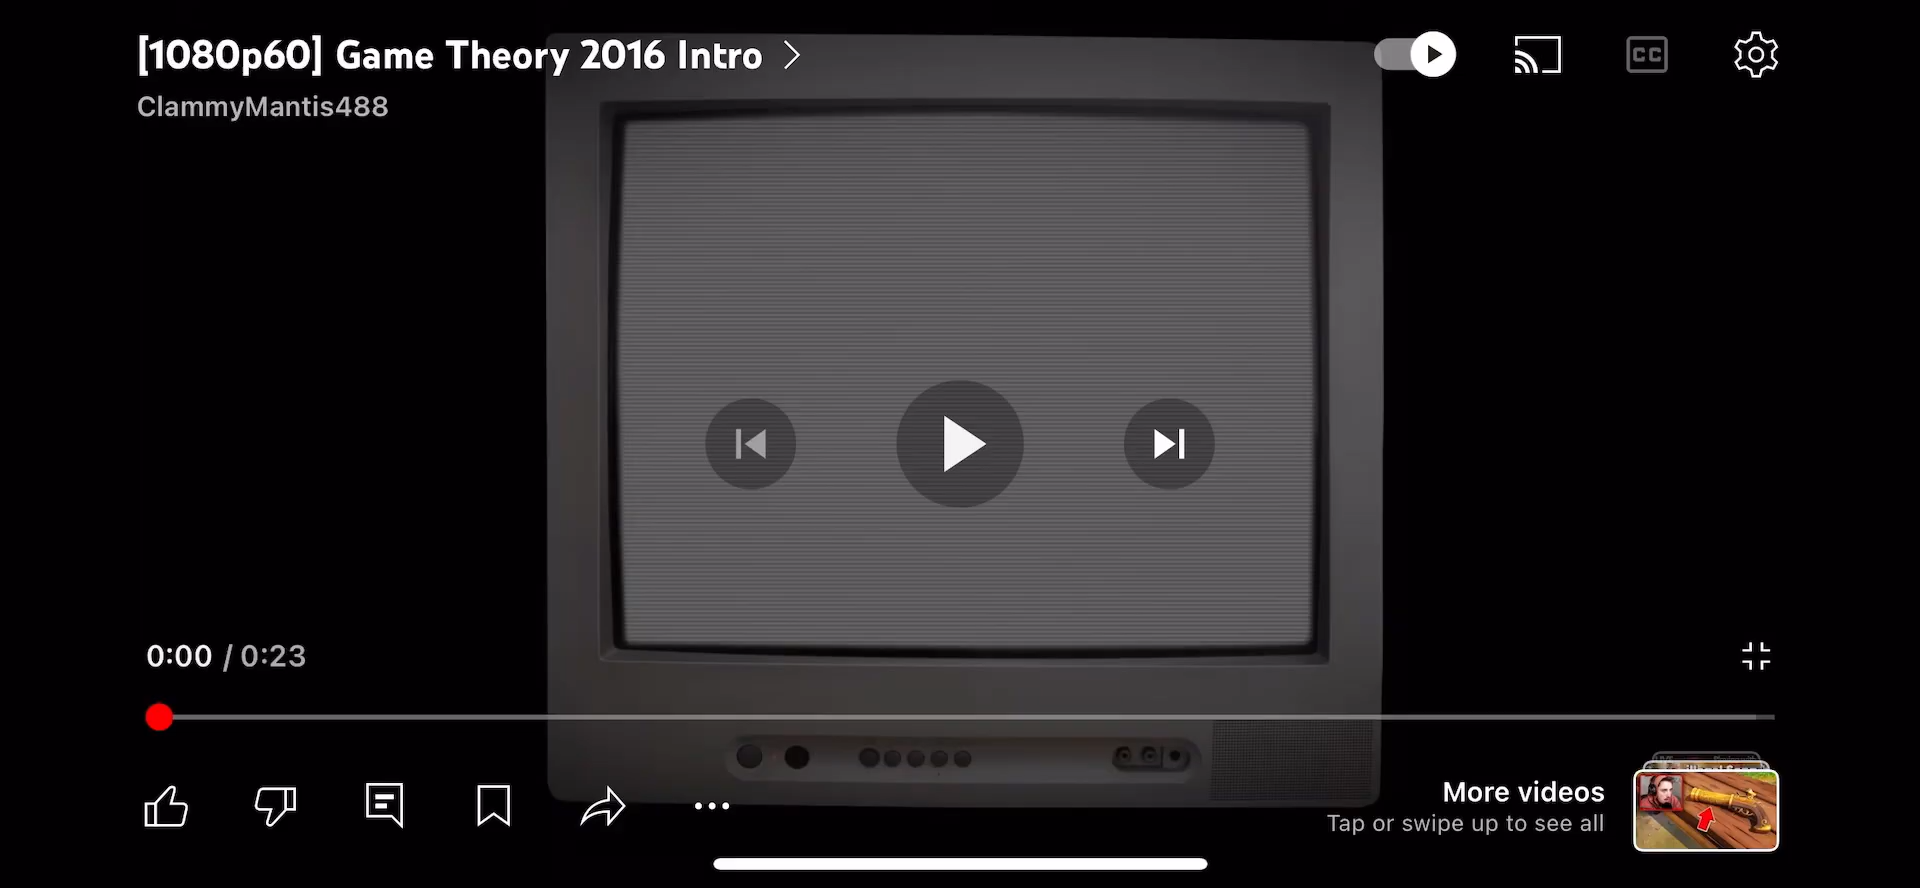 [1080p60] Game Theory 2016 Intro
ClammyMantis488
CC
0:00 / 0:23
More videos
Tap or swipe up to see all